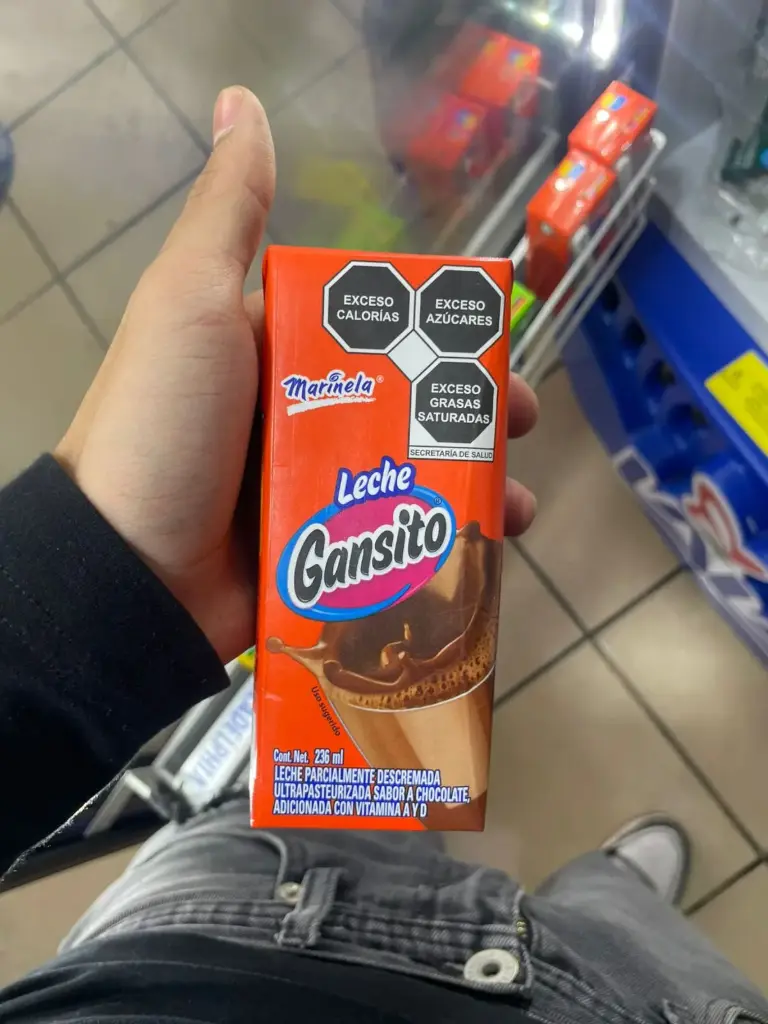 EXCESO
CALORÍAS
EXCESO
AZÚCARES
EXCESO
GRASAS
SATURADAS
SECRETARÍA DE SALUD
Marinela®
Leche
Gansito
Uso sugerido
Cont. Net. 236 ml
LECHE PARCIALMENTE DESCREMADA
ULTRAPASTEURIZADA SABOR A CHOCOLATE,
ADICIONADA CON VITAMINA A Y D